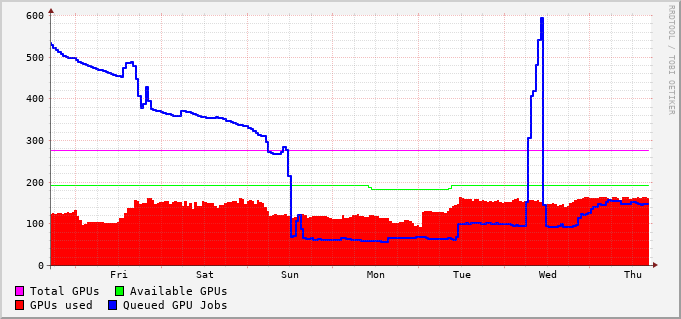 600
500
400
300
200
100
0
Fri Sat Sun Mon Tue Wed Thu
Total GPUs Available GPUs
GPUs used Queued GPU Jobs
RRDTOOL / TOBI OETIKER